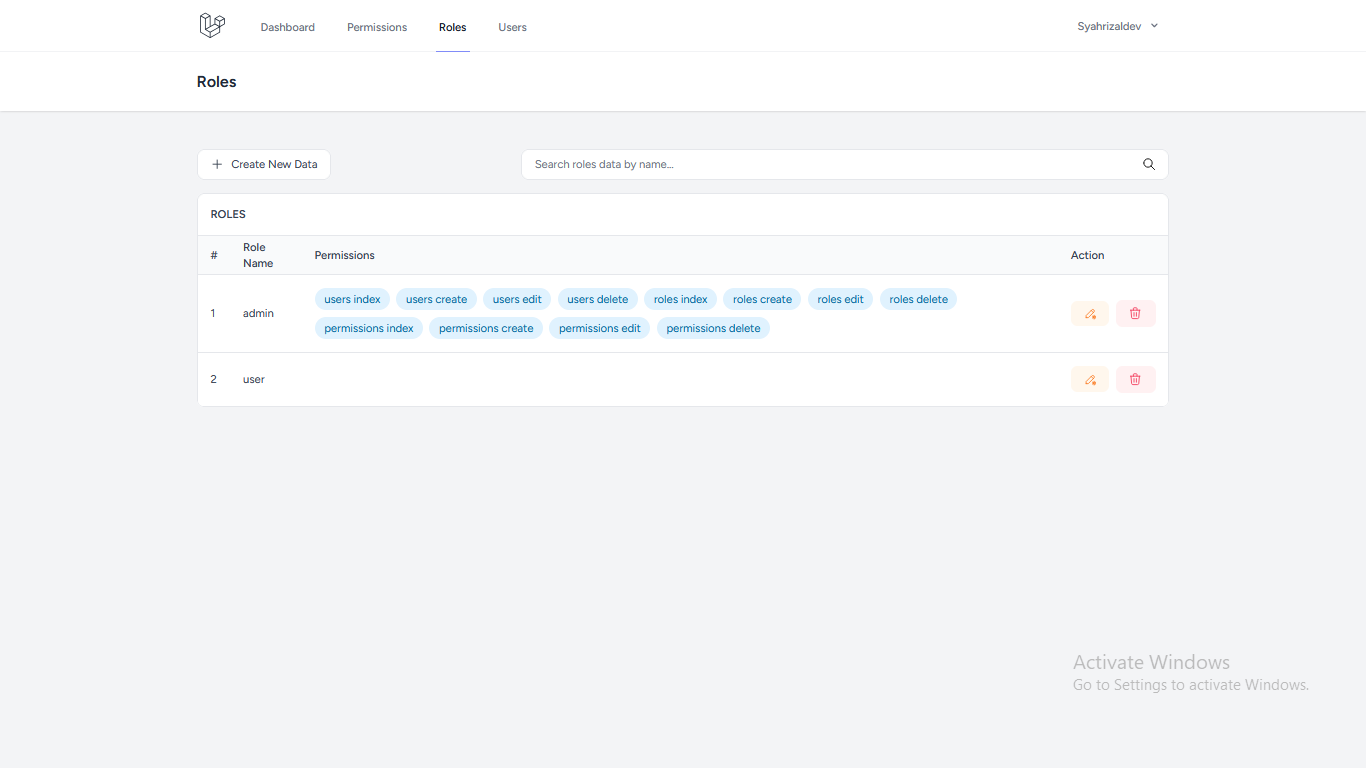 Dashboard Permissions Roles Users Syahrizaldev
Roles
Create New Data Search roles data by name...
ROLES
# Role Name Permissions Action
1 admin users index users create users edit users delete roles index roles create roles edit roles delete
permissions index permissions create permissions edit permissions delete
2 user
Activate Windows
Go to Settings to activate Windows.